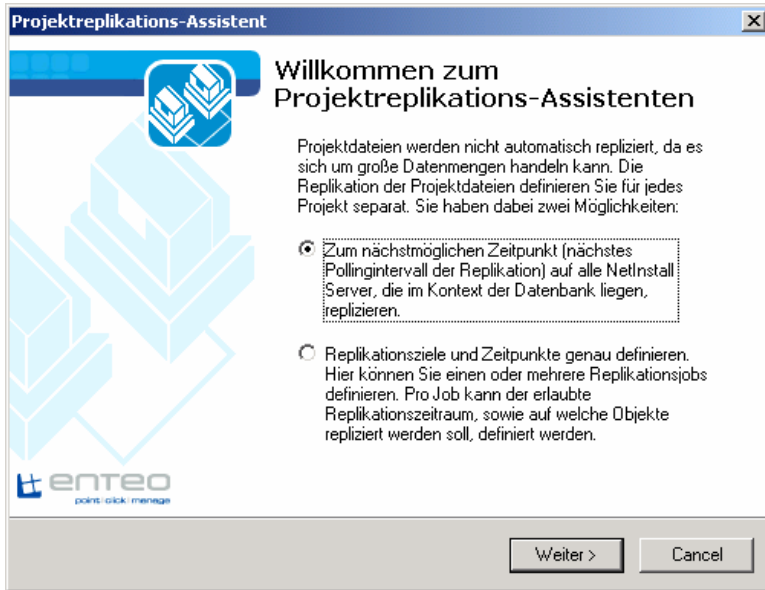 Projektreplikations-Assistent
Willkommen zum
Projektreplikations-Assistenten
Projektdateien werden nicht automatisch repliziert, da es
sich um große Datenmengen handeln kann. Die
Replikation der Projektdateien definieren Sie für jedes
Projekt separat. Sie haben dabei zwei Möglichkeiten:
Zum nächstmöglichen Zeitpunkt (nächstes
Pollingintervall der Replikation) auf alle NetInstall
Server, die im Kontext der Datenbank liegen,
replizieren.
Replikationsziele und Zeitpunkte genau definieren.
Hier können Sie einen oder mehrere Replikationsjobs
definieren. Pro Job kann der erlaubte
Replikationszeitraum, sowie auf welche Objekte
repliziert werden soll, definiert werden.
enteo
point|click|manage
Weiter >
Cancel